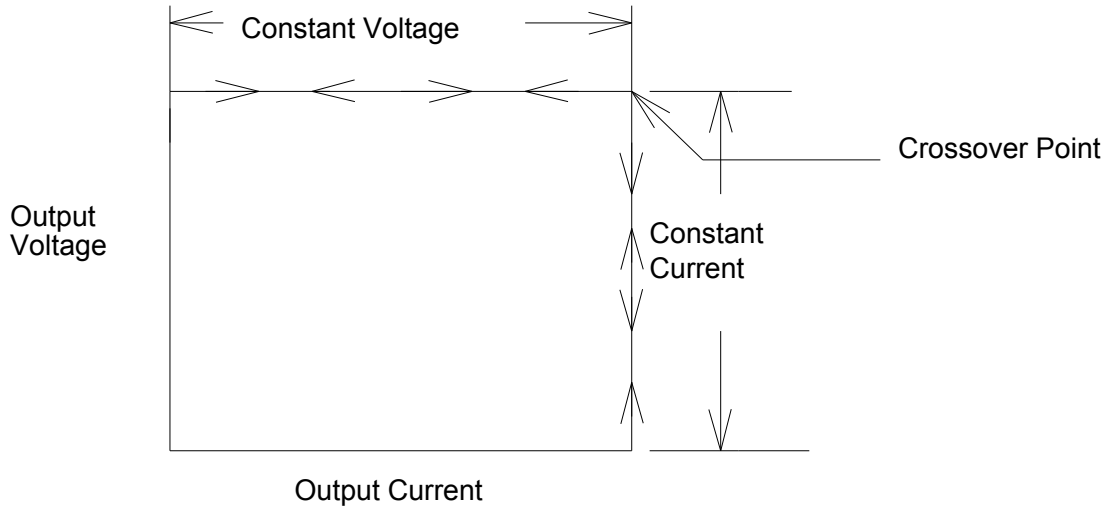 Constant Voltage
Crossover Point
Output
Voltage
Constant
Current
Output Current